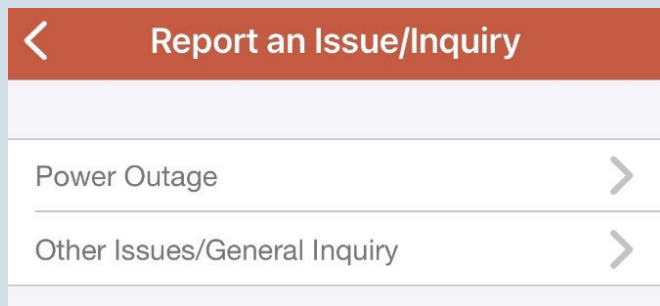 Report an Issue/Inquiry
Power Outage
Other Issues/General Inquiry